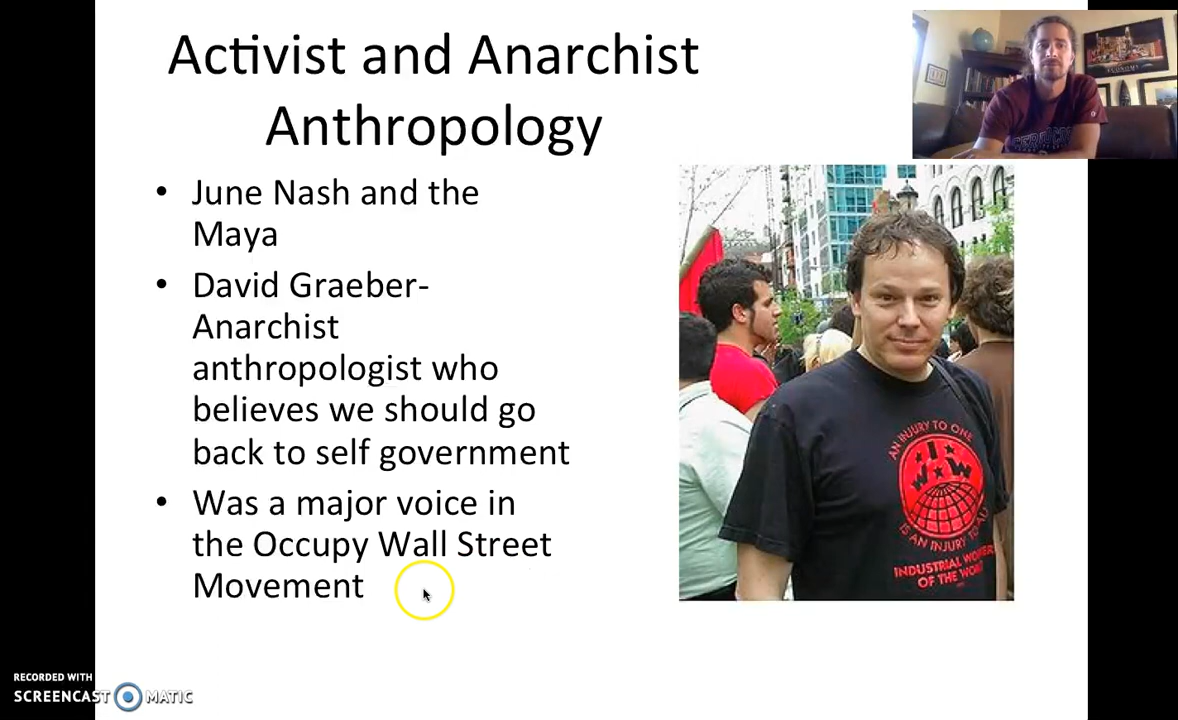 Activist and Anarchist
Anthropology
• June Nash and the
Maya
• David Graeber-
Anarchist
anthropologist who
believes we should go
back to self government
• Was a major voice in
the Occupy Wall Street
Movement
AN INJURY TO ONE
I
W W
IS AN INJURY TO ALL
INDUSTRIAL WORKERS
OF THE WORLD
RECORDED WITH
SCREENCAST MATIC